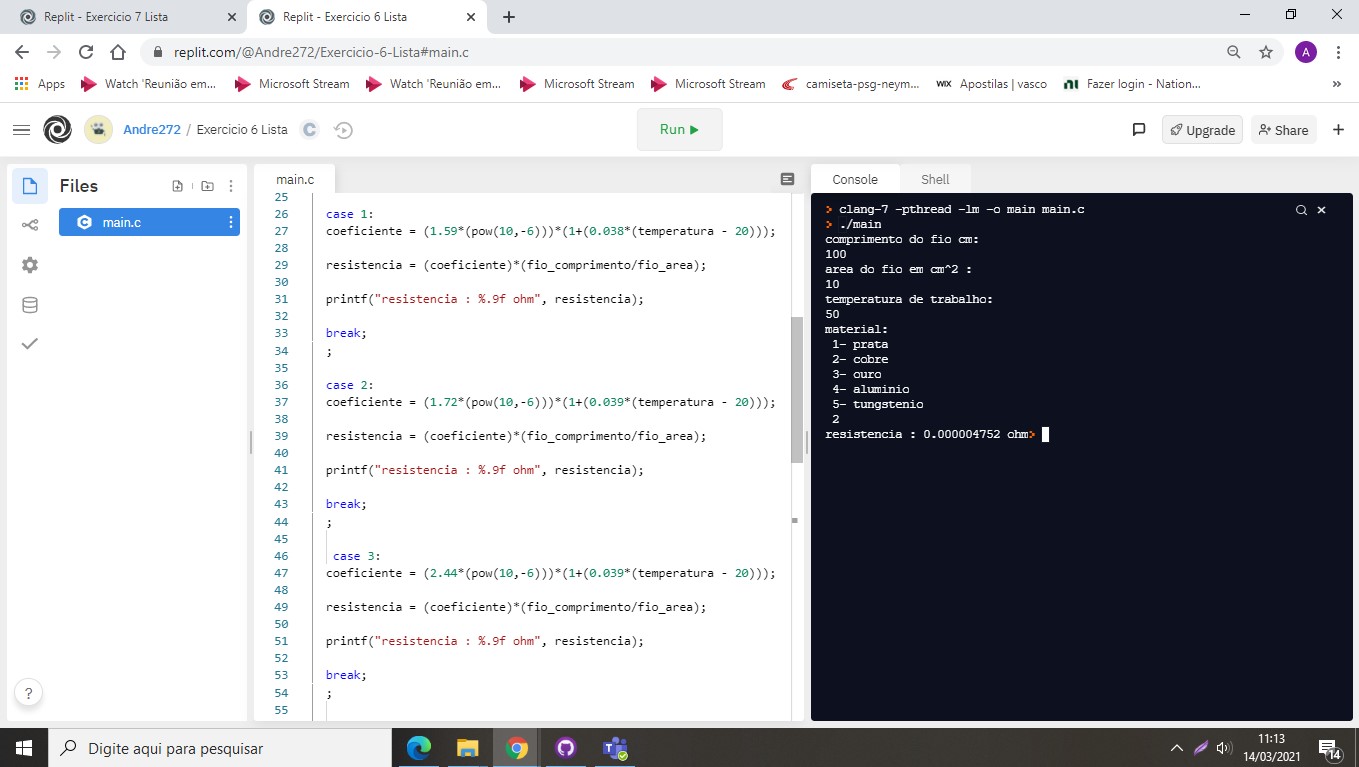 Replit - Exercicio 7 Lista
Replit - Exercicio 6 Lista
replit.com/@Andre272/Exercicio-6-Lista#main.c
A
Apps
Watch 'Reunião em...
Microsoft Stream
Watch 'Reunião em...
Microsoft Stream
Microsoft Stream
camiseta-psg-neym...
WIX
Apostilas | vasco
Fazer login - Nation...
»
Andre272 / Exercicio 6 Lista
C
Run
Upgrade
Share
Files
C main.c
?
main.c
25
26 case 1:
27 coeficiente = (1.59*(pow(10,-6)))*(1+(0.038*(temperatura - 20)));
28
29 resistencia = (coeficiente)*(fio_comprimento/fio_area);
30
31 printf("resistencia : %.9f ohm", resistencia);
32
33 break;
34 ;
35
36 case 2:
37 coeficiente = (1.72*(pow(10,-6)))*(1+(0.039*(temperatura - 20)));
38
39 resistencia = (coeficiente)*(fio_comprimento/fio_area);
40
41 printf("resistencia : %.9f ohm", resistencia);
42
43 break;
44 ;
45
46 case 3:
47 coeficiente = (2.44*(pow(10,-6)))*(1+(0.039*(temperatura - 20)));
48
49 resistencia = (coeficiente)*(fio_comprimento/fio_area);
50
51 printf("resistencia : %.9f ohm", resistencia);
52
53 break;
54 ;
55
Console
Shell
> clang-7 -pthread -lm -o main main.c
> ./main
comprimento do fio cm:
100
area do fio em cm^2 :
10
temperatura de trabalho:
50
material:
1- prata
2- cobre
3- ouro
4- aluminio
5- tungstenio
2
resistencia : 0.000004752 ohm>
Digite aqui para pesquisar
11:13
14/03/2021
14